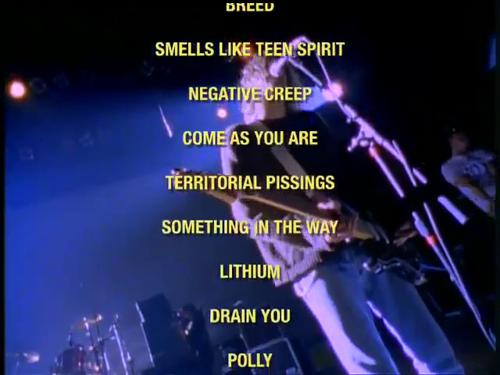 BREED
SMELLS LIKE TEEN SPIRIT
NEGATIVE CREEP
COME AS YOU ARE
TERRITORIAL PISSINGS
SOMETHING IN THE WAY
LITHIUM
DRAIN YOU
POLLY